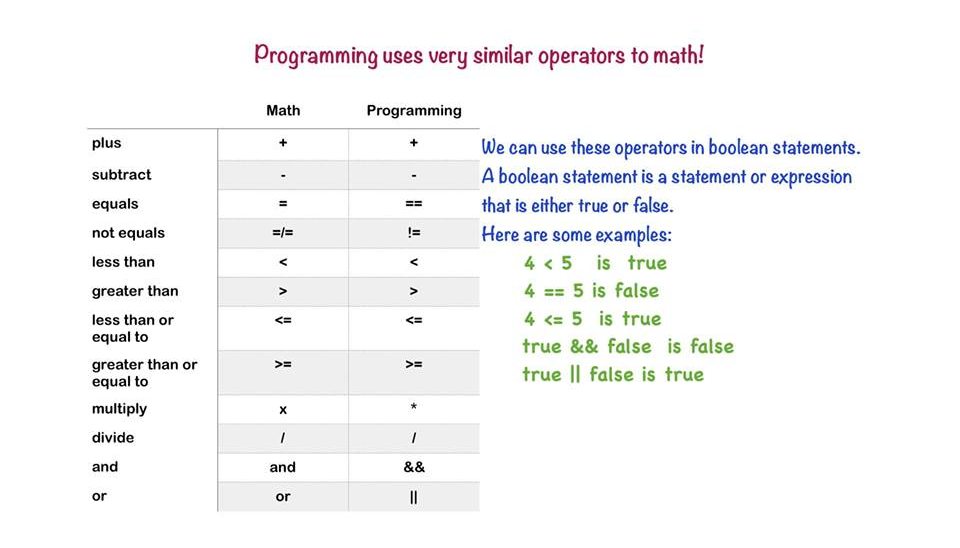 Programming uses very similar operators to math!
Math Programming
plus + +
subtract - -
equals = ==
not equals =/= !=
less than < <
greater than > >
less than or <= <=
equal to
greater than or >= >=
equal to
multiply x *
divide / /
and and &&
or or ||
We can use these operators in boolean statements.
A boolean statement is a statement or expression
that is either true or false.
Here are some examples:
4 < 5 is true
4 == 5 is false
4 <= 5 is true
true && false is false
true || false is true